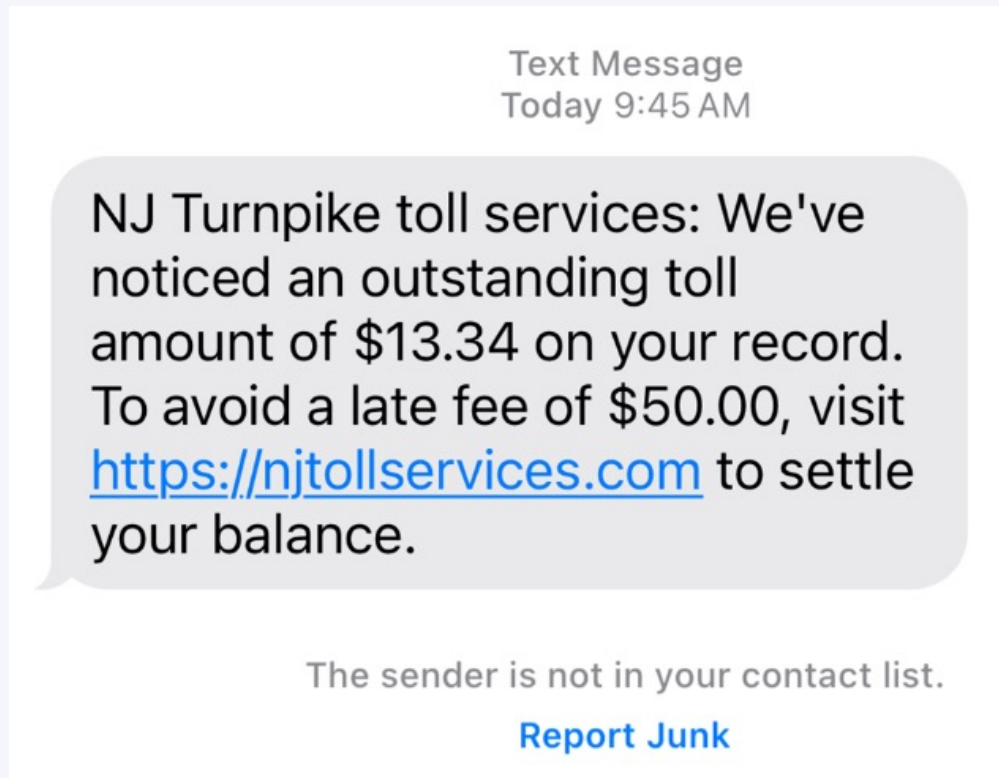 Text Message
Today 9:45 AM
NJ Turnpike toll services: We've
noticed an outstanding toll
amount of $13.34 on your record.
To avoid a late fee of $50.00, visit
https://njtollservices.com to settle
your balance.
The sender is not in your contact list.
Report Junk